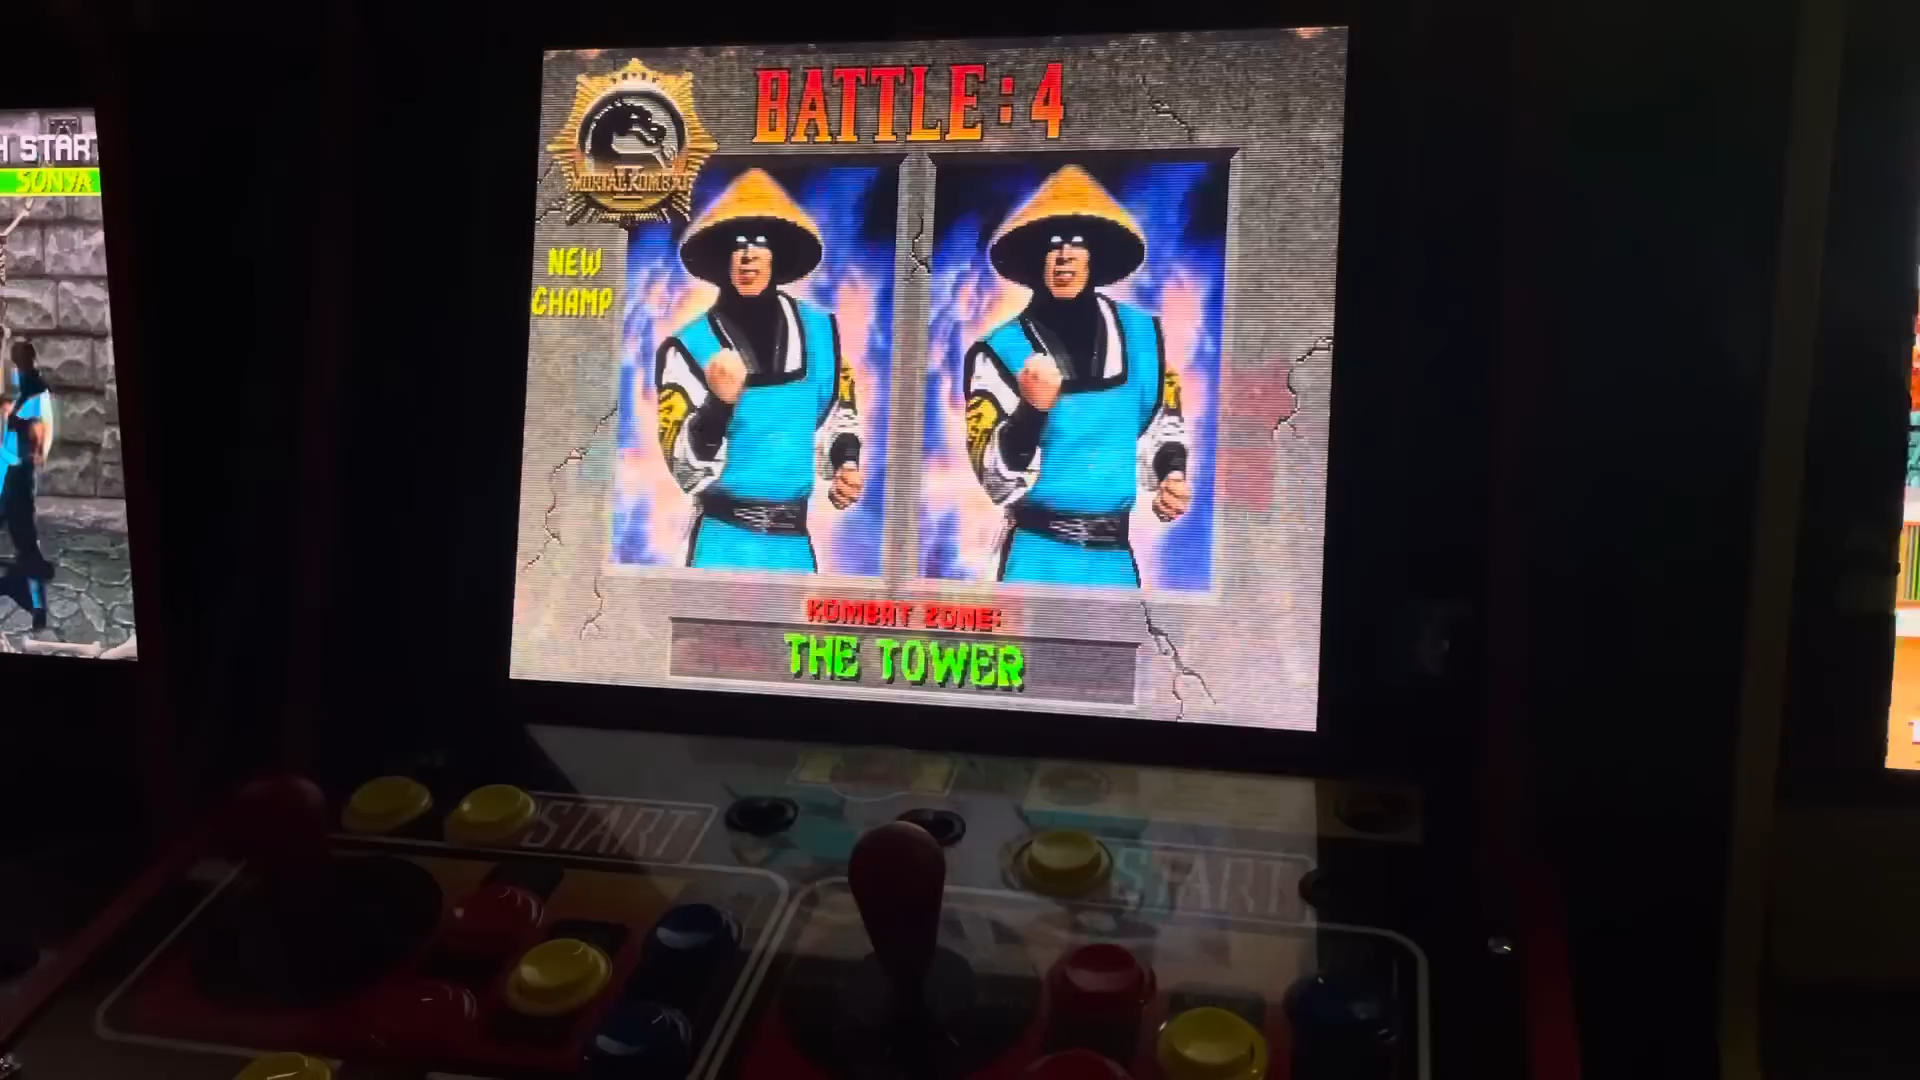 H START
SONYA
BATTLE:4
MORTAL KOMBAT
NEW
CHAMP
KOMBAT ZONE:
THE TOWER
START
START